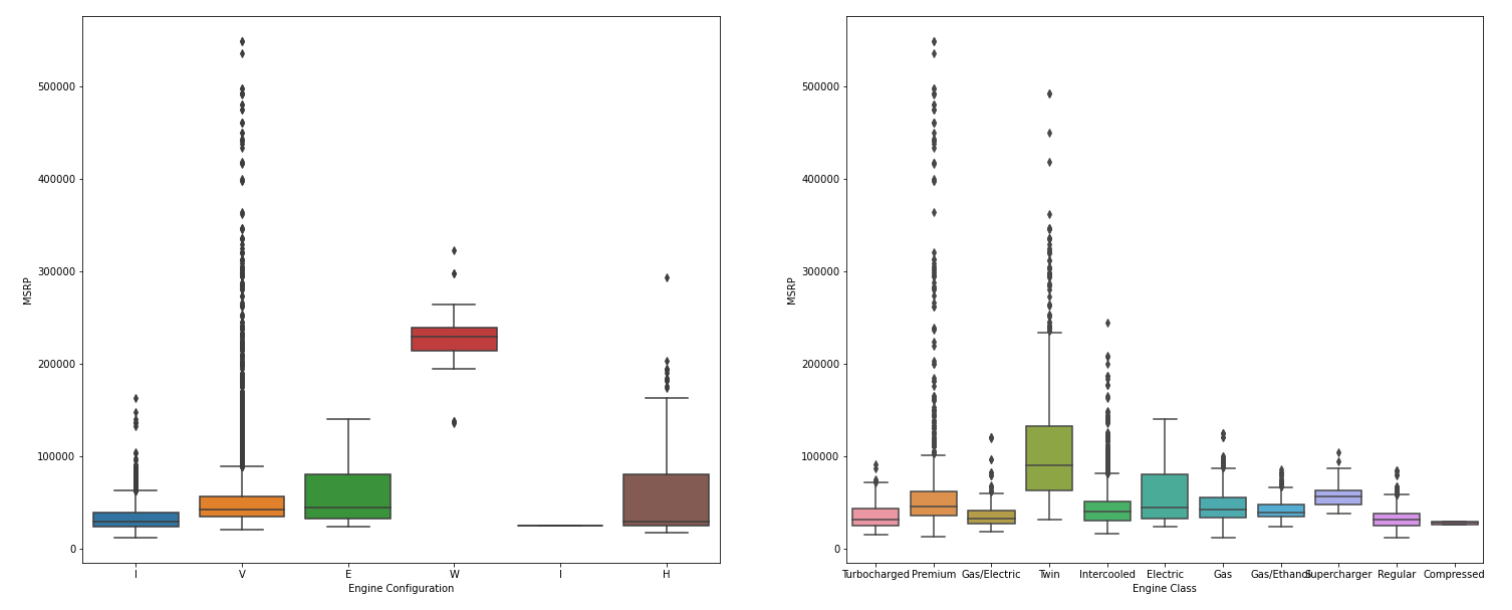 500000
400000
300000
200000
100000
0
MSRP
I
V
E
W
I
H
Engine Configuration
500000
400000
300000
200000
100000
0
MSRP
Turbocharged
Premium
Gas/Electric
Twin
Intercooled
Electric
Gas
Gas/Ethanol
Supercharger
Regular
Compressed
Engine Class